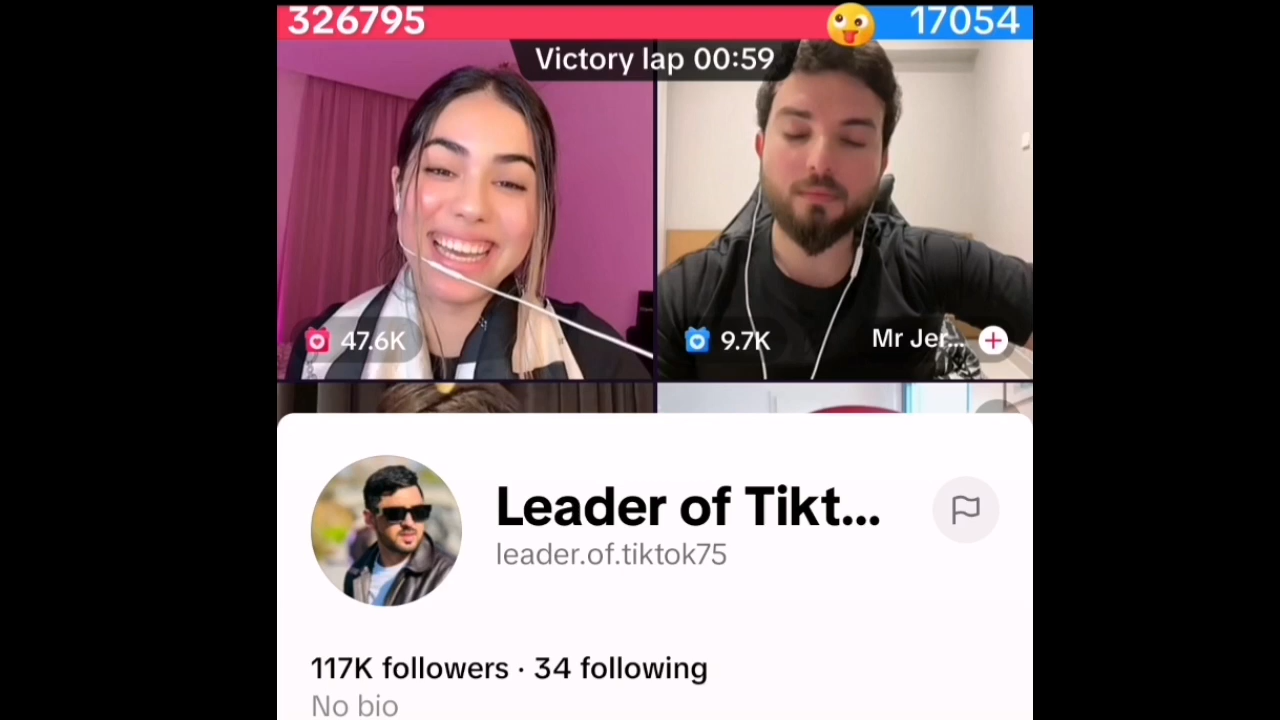 326795
17054
Victory lap 00:59
47.6K
9.7K
Mr Jer...
Leader of Tikt...
leader.of.tiktok75
117K followers · 34 following
No bio